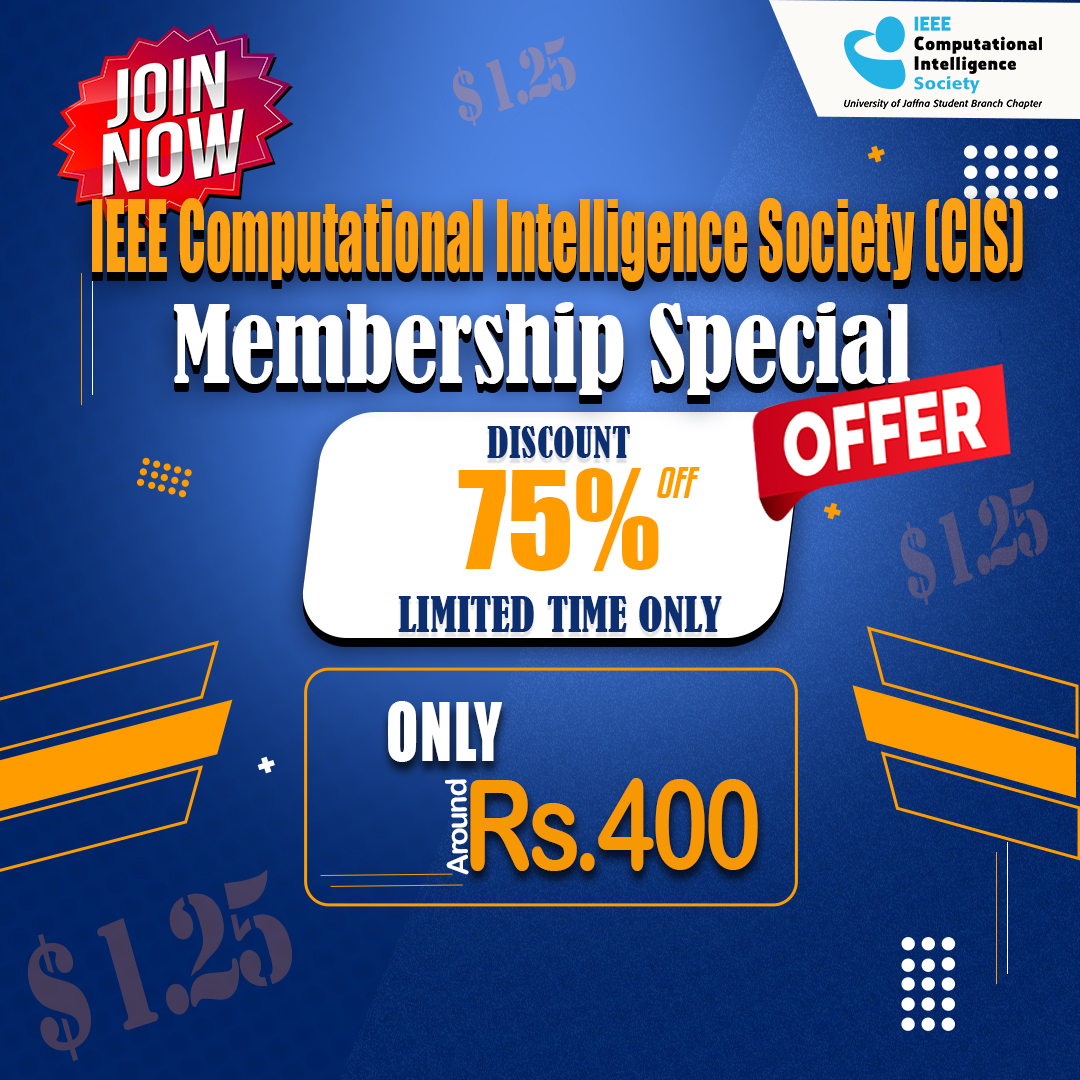 JOIN
NOW
$1.25
IEEE
Computational
Intelligence
Society
University of Jaffna Student Branch Chapter
IEEE Computational Intelligence Society (CIS)
Membership Special
OFFER
DISCOUNT
75% OFF
LIMITED TIME ONLY
$1.25
ONLY
Around Rs.400
$1.25